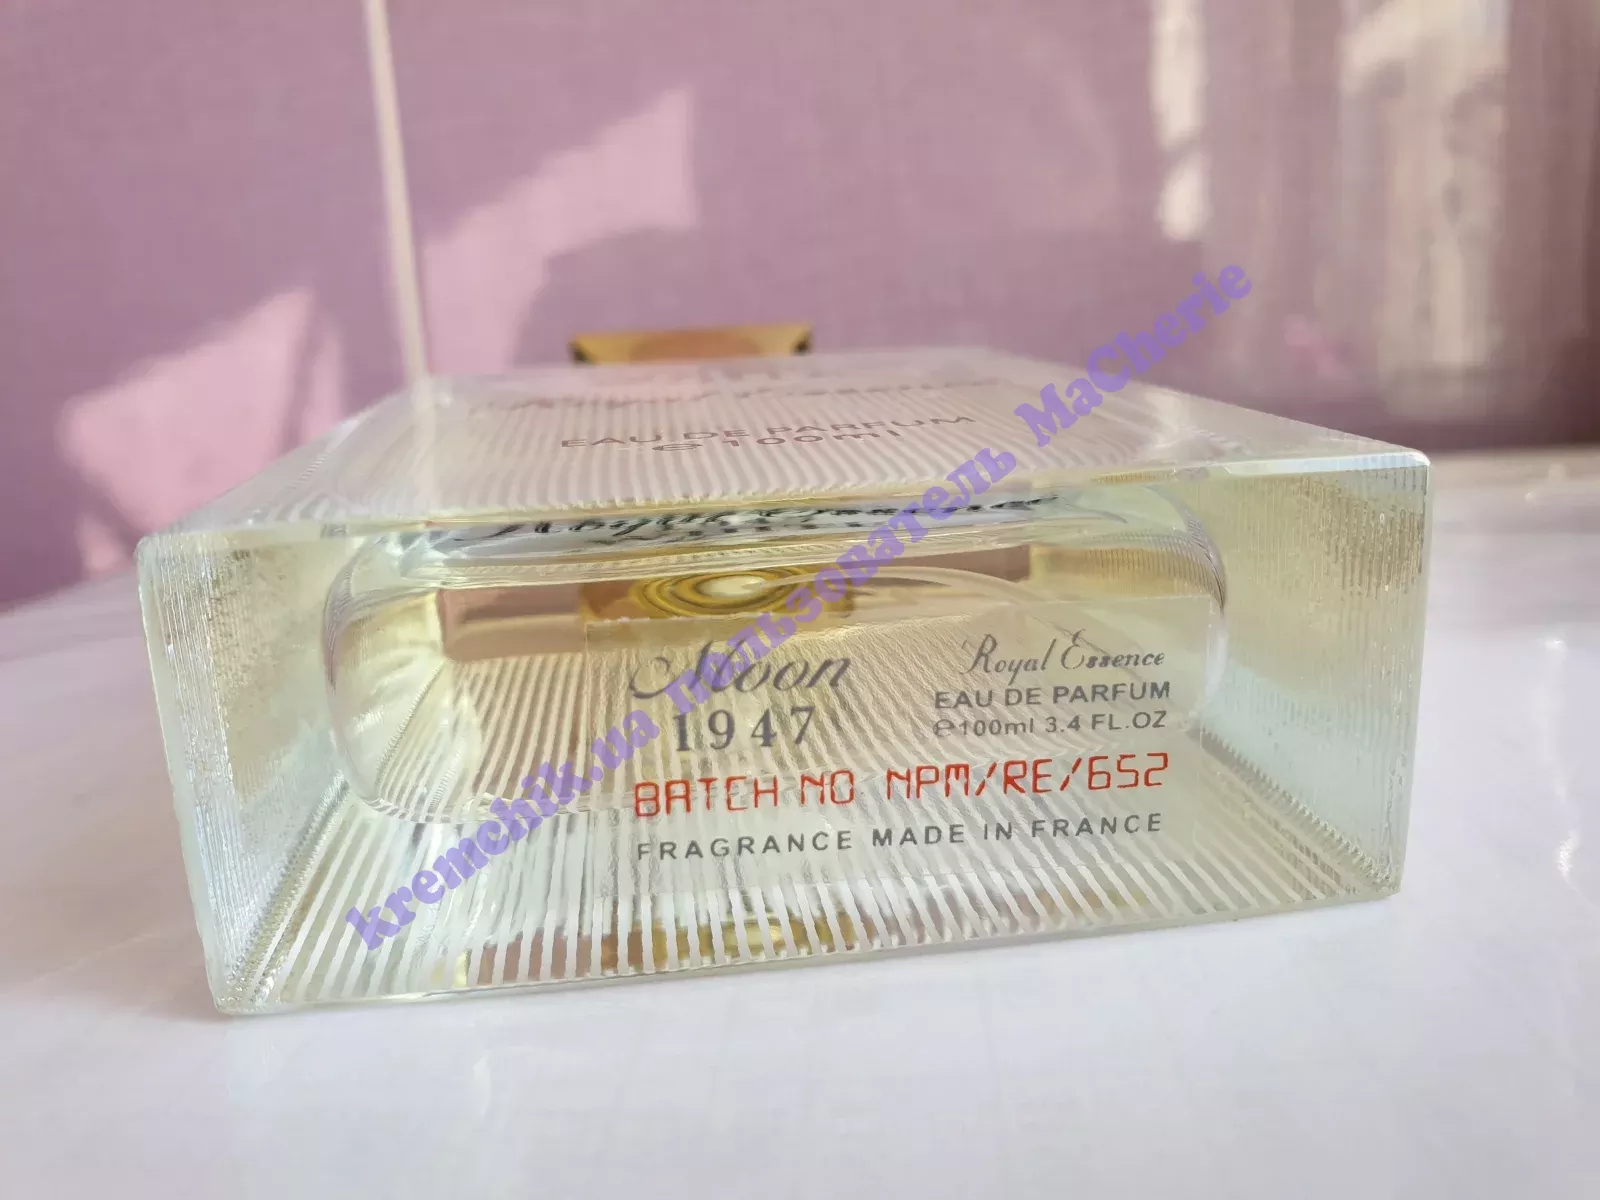 EAU DE PARFUM
℮100ml
Moon
1947
Royal Essence
EAU DE PARFUM
℮100ml 3.4 FL.OZ
BATCH NO NPM/RE/652
FRAGRANCE MADE IN FRANCE
kremchik.ua пользователь MaCherie